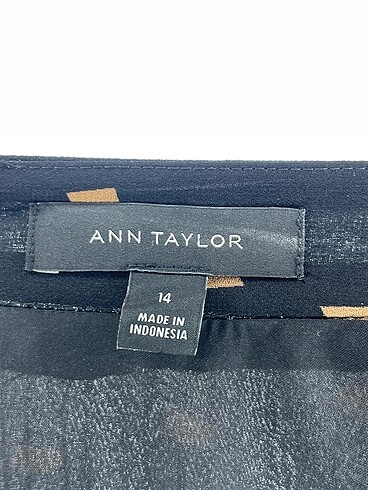 ANN TAYLOR
14
MADE IN
INDONESIA